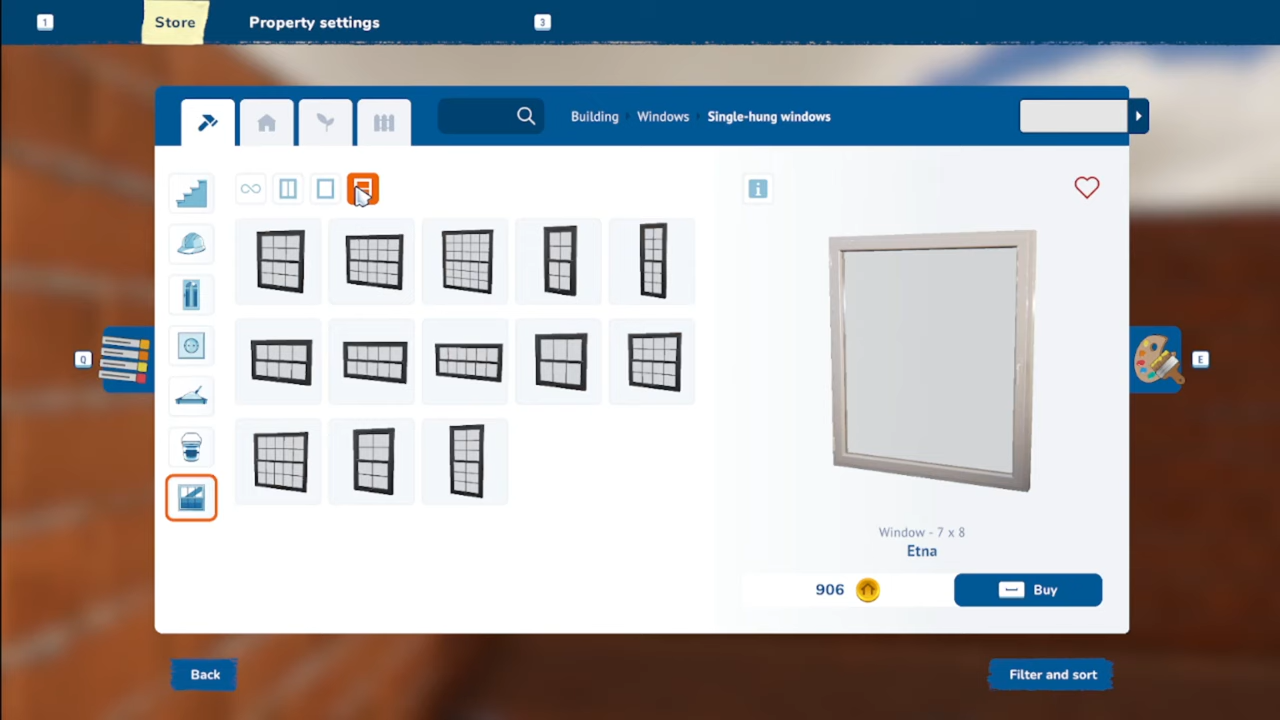 1
Store
Property settings
3
Building
Windows
Single-hung windows
Q
E
Window - 7 x 8
Etna
906
Buy
Back
Filter and sort